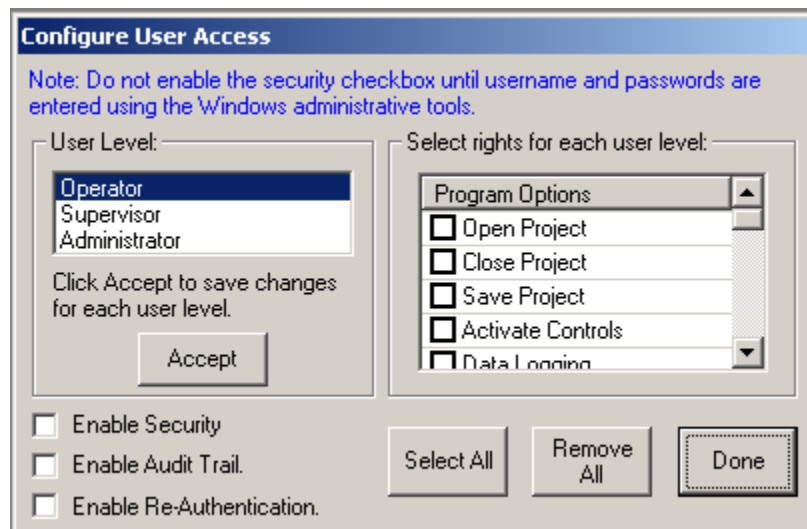 Configure User Access
Note: Do not enable the security checkbox until username and passwords are
entered using the Windows administrative tools.
User Level:
Operator
Supervisor
Administrator
Click Accept to save changes
for each user level.
Accept
Select rights for each user level:
Program Options
Open Project
Close Project
Save Project
Activate Controls
Data Logging
Enable Security
Enable Audit Trail.
Enable Re-Authentication.
Select All
Remove
All
Done